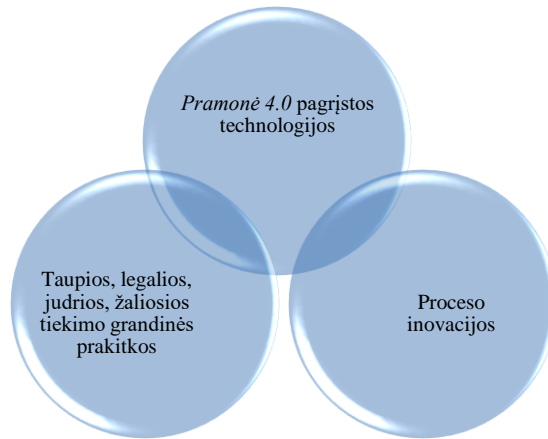 Pramonė 4.0 pagrįstos
technologijos
Taupios, legalios,
judrios, žaliosios
tiekimo grandinės
prakitkos
Proceso
inovacijos